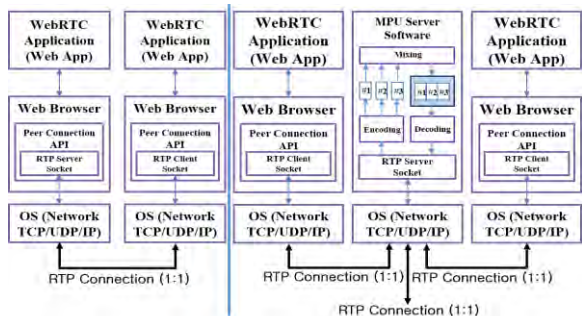 WebRTC
Application
(Web App)
Web Browser
Peer Connection
API
RTP Server
Socket
OS (Network
TCP/UDP/IP)
WebRTC
Application
(Web App)
Web Browser
Peer Connection
API
RTP Client
Socket
OS (Network
TCP/UDP/IP)
RTP Connection (1:1)
WebRTC
Application
(Web App)
Web Browser
Peer Connection
API
RTP Client
Socket
OS (Network
TCP/UDP/IP)
MPU Server
Software
Mixing
#1 #2 #3
#1 #2 #3
Encoding
Decoding
RTP Server
Socket
OS (Network
TCP/UDP/IP)
WebRTC
Application
(Web App)
Web Browser
Peer Connection
API
RTP Client
Socket
OS (Network
TCP/UDP/IP)
RTP Connection (1:1)
RTP Connection (1:1)
RTP Connection (1:1)